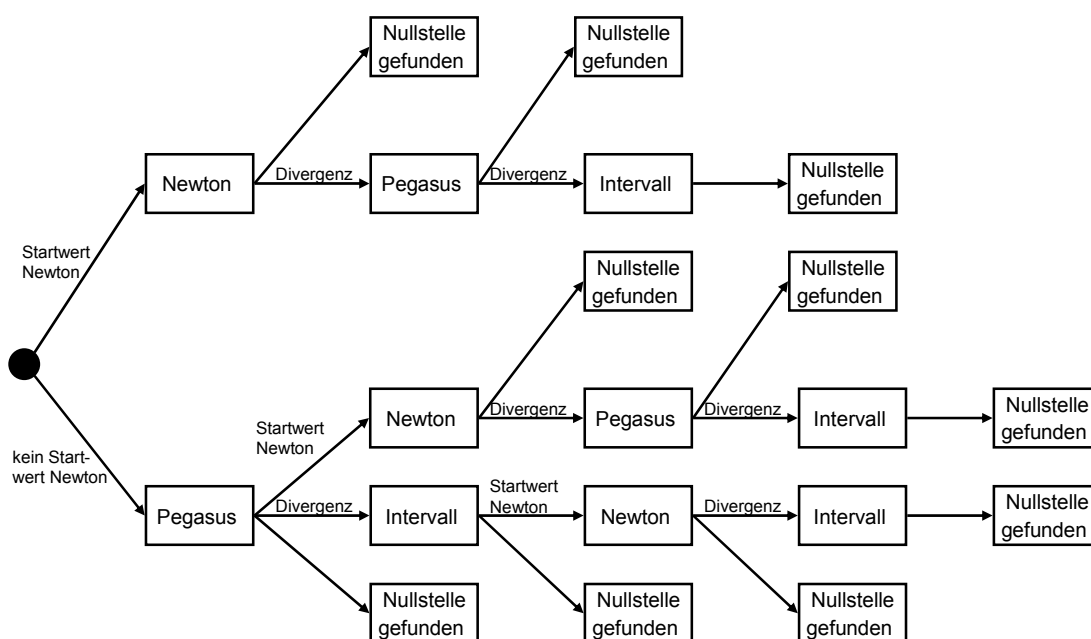 Nullstelle
gefunden
Nullstelle
gefunden
Newton
Divergenz
Pegasus
Divergenz
Intervall
Nullstelle
gefunden
Startwert
Newton
Nullstelle
gefunden
Nullstelle
gefunden
Newton
Divergenz
Pegasus
Divergenz
Intervall
Nullstelle
gefunden
Startwert
Newton
kein Start-
wert Newton
Pegasus
Divergenz
Intervall
Startwert
Newton
Newton
Divergenz
Intervall
Nullstelle
gefunden
Nullstelle
gefunden
Nullstelle
gefunden
Nullstelle
gefunden